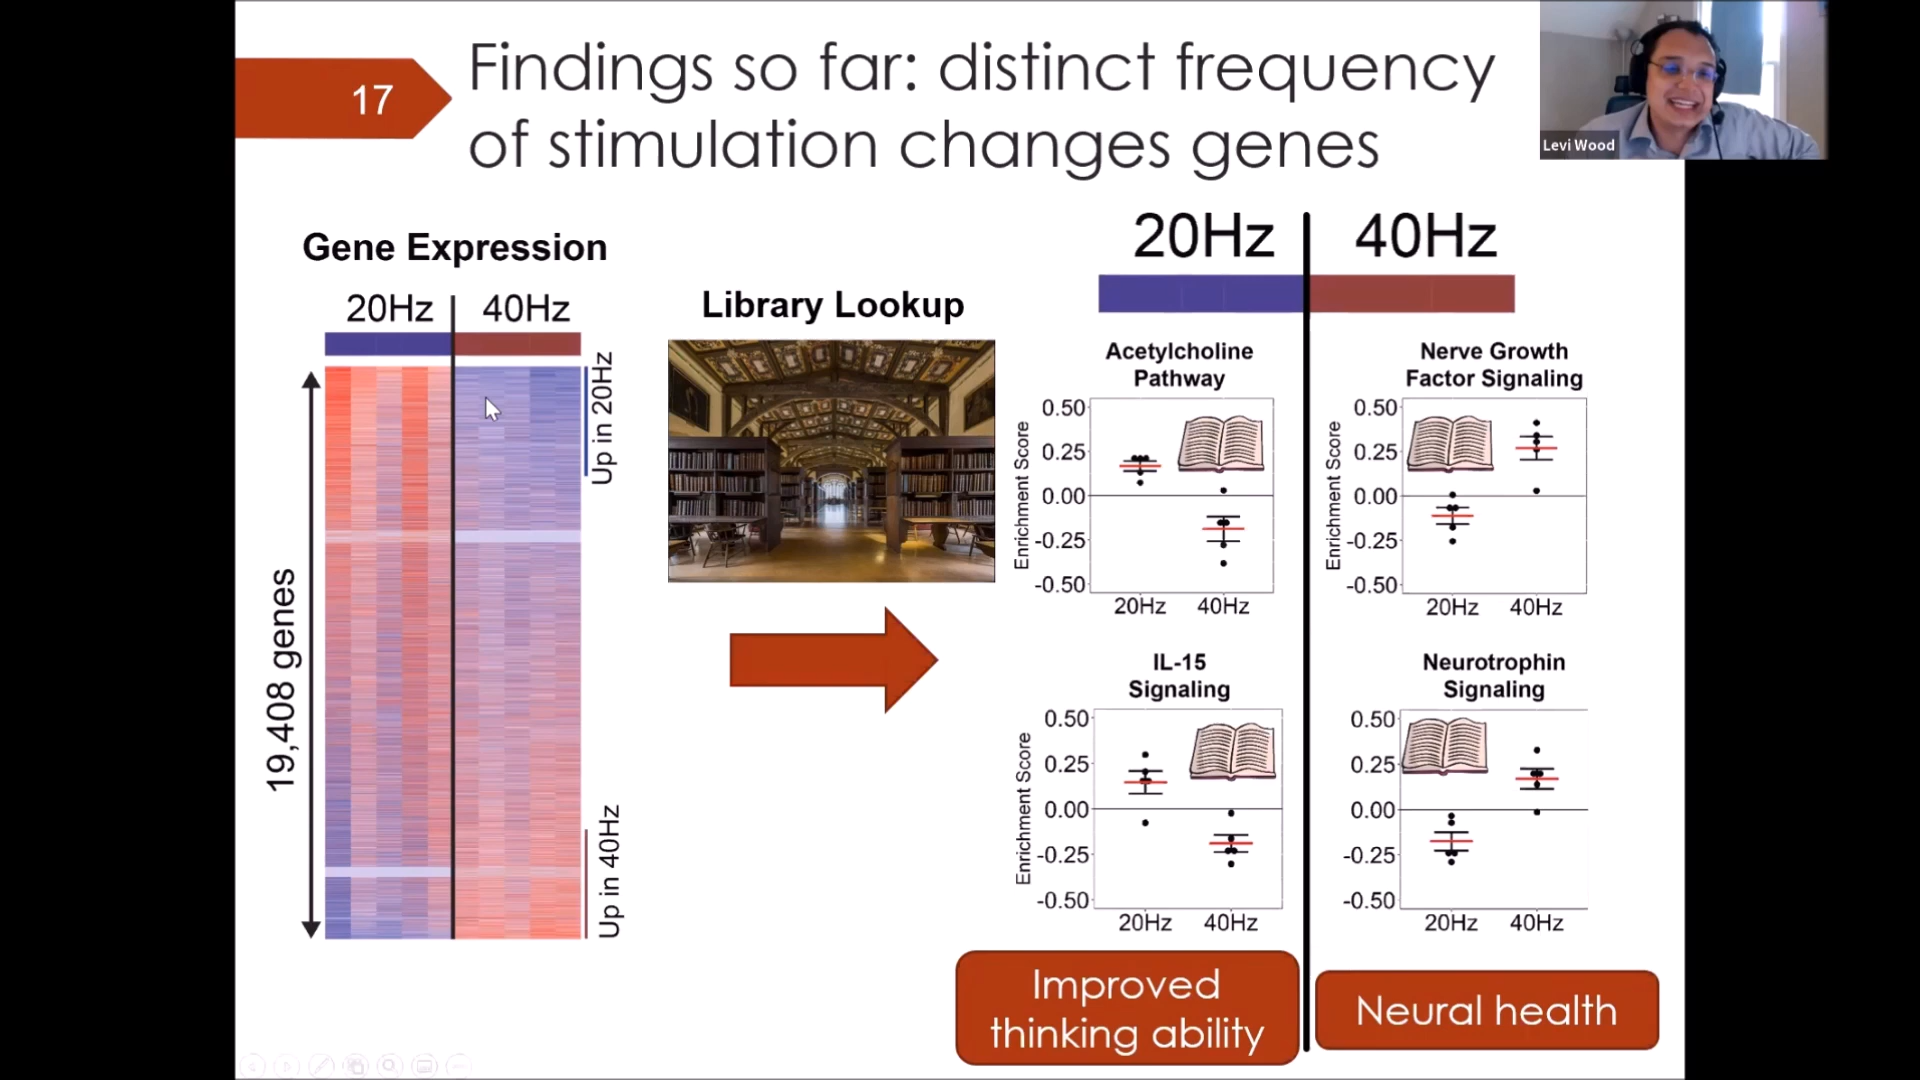 17
Findings so far: distinct frequency
of stimulation changes genes
Levi Wood
Gene Expression
20Hz
40Hz
19,408 genes
Up in 20Hz
Up in 40Hz
Library Lookup
20Hz
40Hz
Acetylcholine
Pathway
Enrichment Score
0.50
0.25
0.00
-0.25
-0.50
20Hz
40Hz
Nerve Growth
Factor Signaling
Enrichment Score
0.50
0.25
0.00
-0.25
-0.50
20Hz
40Hz
IL-15
Signaling
Enrichment Score
0.50
0.25
0.00
-0.25
-0.50
20Hz
40Hz
Neurotrophin
Signaling
0.50
0.25
0.00
-0.25
-0.50
20Hz
40Hz
Improved
thinking ability
Neural health